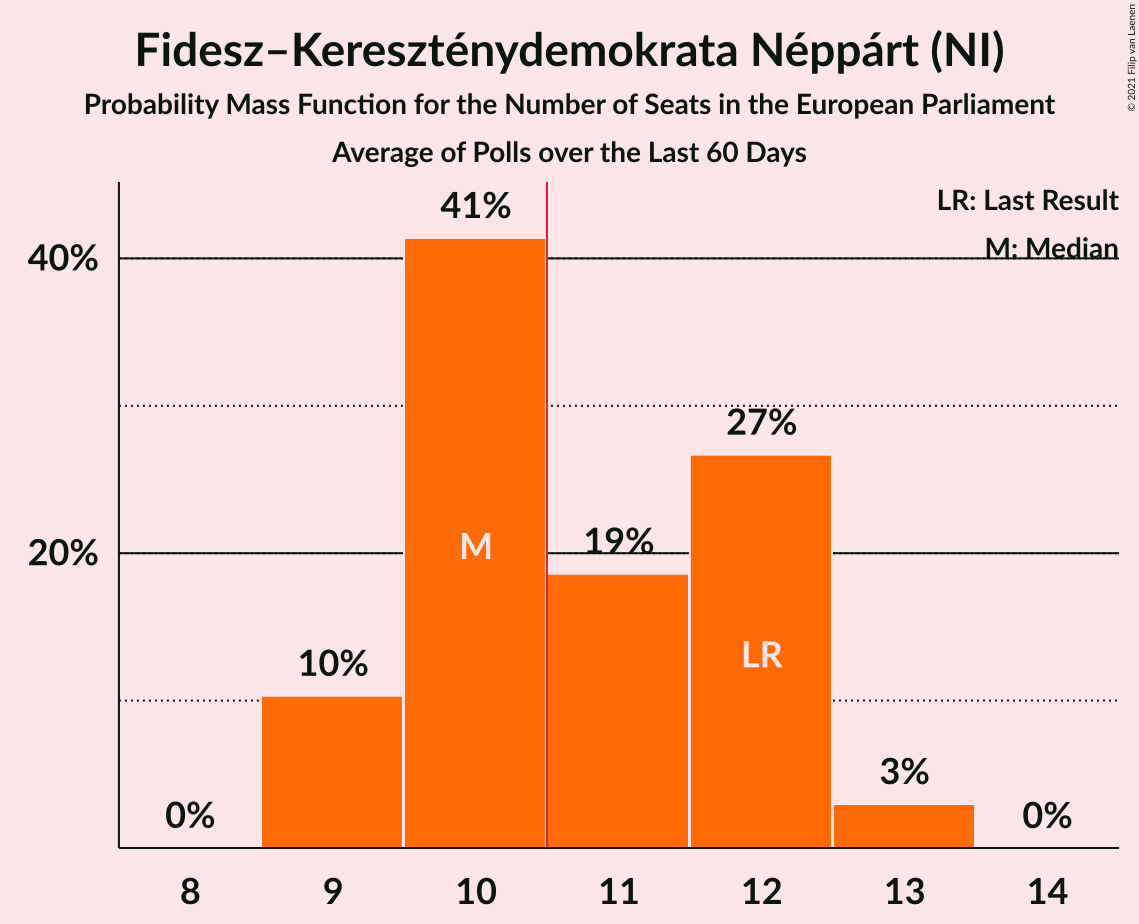 Fidesz–Kereszténydemokrata Néppárt (NI)
Probability Mass Function for the Number of Seats in the European Parliament
Average of Polls over the Last 60 Days
© 2021 Filip van Laenen
LR: Last Result
M: Median
40%
20%
0%
10%
41%
19%
27%
3%
0%
M
LR
8 9 10 11 12 13 14